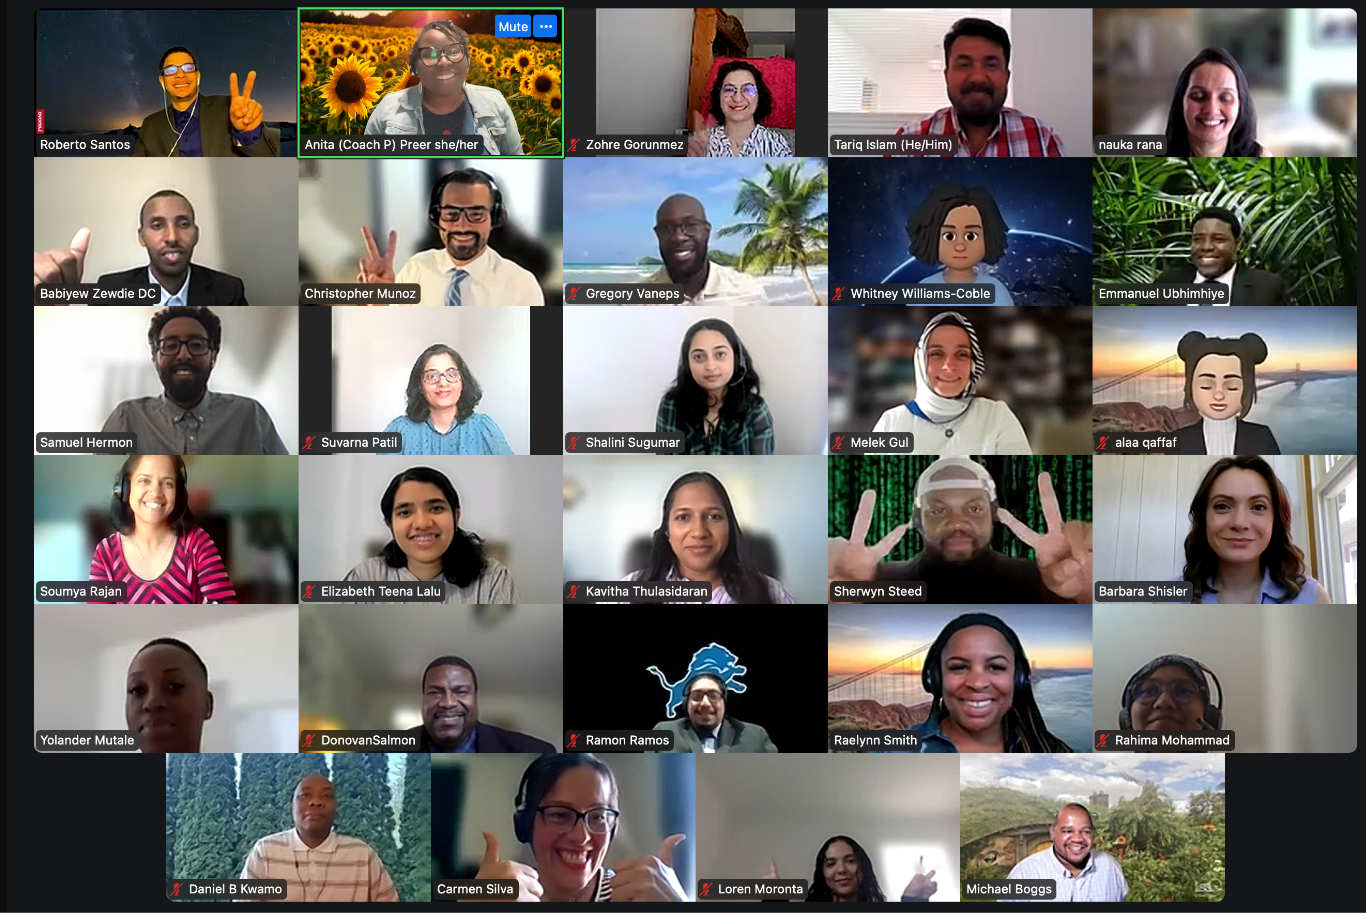 Mute
Roberto Santos
Anita (Coach P) Preer she/her
Zohre Gorunmez
Tariq Islam (He/Him)
nauka rana
Babiyew Zewdie DC
Christopher Munoz
Gregory Vaneps
Whitney Williams-Coble
Emmanuel Ubhimhiye
Samuel Hermon
Suvarna Patil
Shalini Sugumar
Melek Gul
alaa qaffaf
Soumya Rajan
Elizabeth Teena Lalu
Kavitha Thulasidaran
Sherwyn Steed
Barbara Shisler
Yolander Mutale
DonovanSalmon
Ramon Ramos
Raelynn Smith
Rahima Mohammad
Daniel B Kwamo
Carmen Silva
Loren Moronta
Michael Boggs